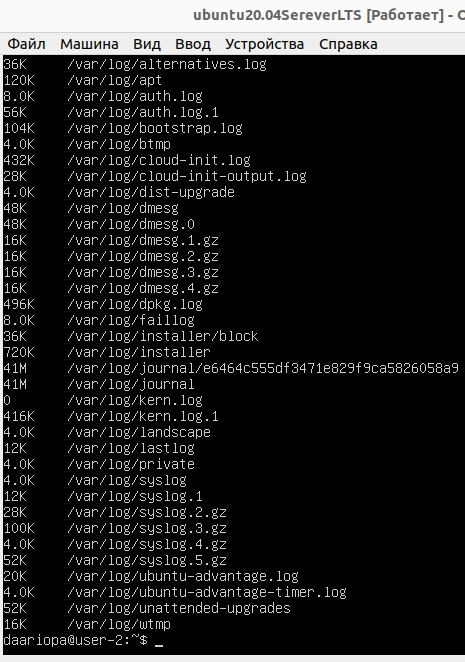 ubuntu20.04SereverLTS [Работает] -
Файл Машина Вид Ввод Устройства Справка
36K /var/log/alternatives.log
120K /var/log/apt
8.0K /var/log/auth.log
56K /var/log/auth.log.1
104K /var/log/bootstrap.log
4.0K /var/log/btmp
432K /var/log/cloud-init.log
28K /var/log/cloud-init-output.log
4.0K /var/log/dist-upgrade
48K /var/log/dmesg
48K /var/log/dmesg.0
16K /var/log/dmesg.1.gz
16K /var/log/dmesg.2.gz
16K /var/log/dmesg.3.gz
16K /var/log/dmesg.4.gz
496K /var/log/dpkg.log
8.0K /var/log/faillog
36K /var/log/installer/block
720K /var/log/installer
41M /var/log/journal/e6464c555df3471e829f9ca5826058a9
41M /var/log/journal
0 /var/log/kern.log
416K /var/log/kern.log.1
4.0K /var/log/landscape
12K /var/log/lastlog
4.0K /var/log/private
4.0K /var/log/syslog
12K /var/log/syslog.1
28K /var/log/syslog.2.gz
100K /var/log/syslog.3.gz
4.0K /var/log/syslog.4.gz
52K /var/log/syslog.5.gz
20K /var/log/ubuntu-advantage.log
4.0K /var/log/ubuntu-advantage-timer.log
52K /var/log/unattended-upgrades
16K /var/log/wtmp
daariopa@user-2:~$ _